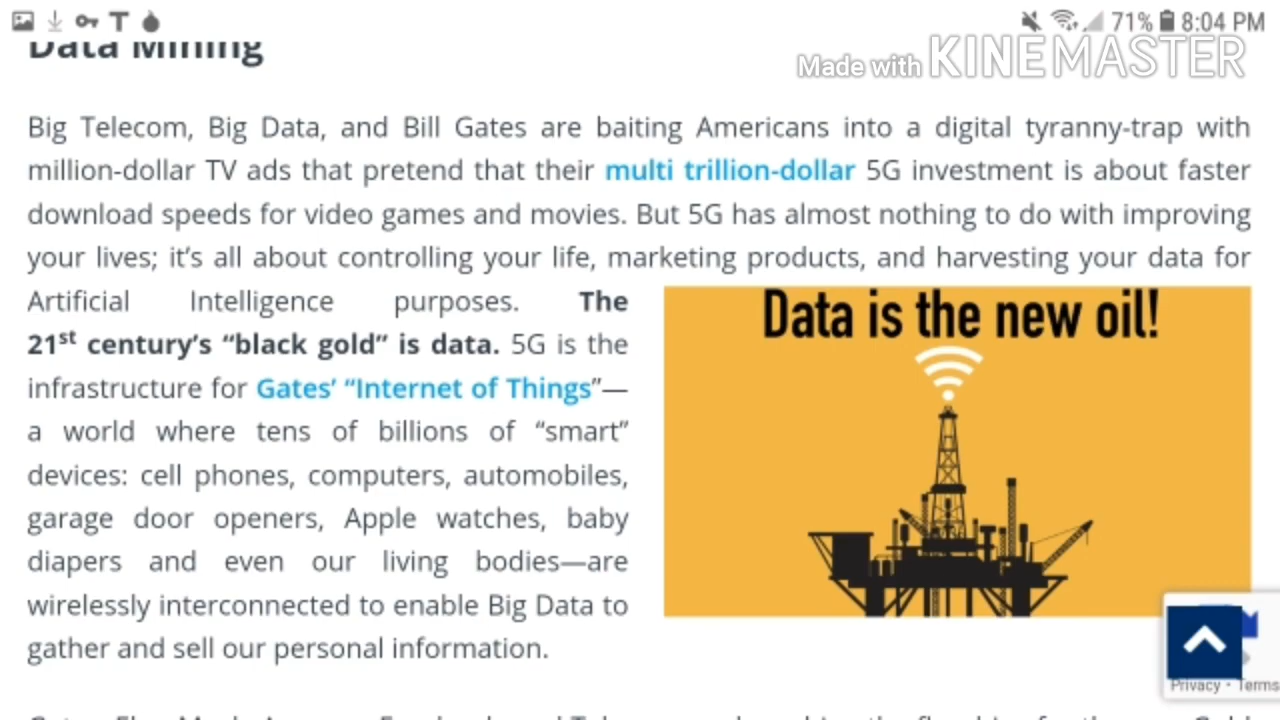 71% 8:04 PM
Data Mining
Made with KINEMASTER
Big Telecom, Big Data, and Bill Gates are baiting Americans into a digital tyranny-trap with
million-dollar TV ads that pretend that their multi trillion-dollar 5G investment is about faster
download speeds for video games and movies. But 5G has almost nothing to do with improving
your lives; it’s all about controlling your life, marketing products, and harvesting your data for
Artificial Intelligence purposes. The
21st century’s “black gold” is data. 5G is the
infrastructure for Gates’ “Internet of Things”—
a world where tens of billions of “smart”
devices: cell phones, computers, automobiles,
garage door openers, Apple watches, baby
diapers and even our living bodies—are
wirelessly interconnected to enable Big Data to
gather and sell our personal information.
Data is the new oil!
Privacy - Terms